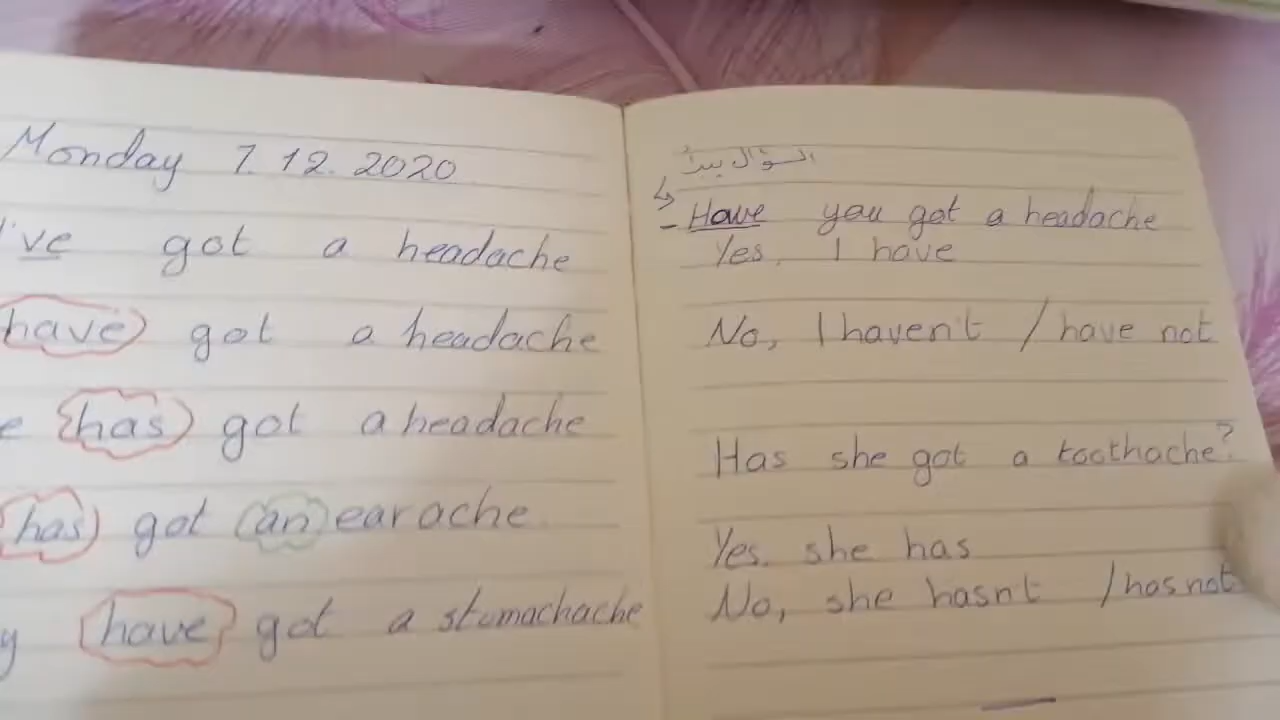 Monday 7.12.2020
I've got a headache
have got a headache
has got a headache
has got an earache
have got a stomachache
السؤال يبدأ
- Have you got a headache
Yes, I have
No, I haven't / have not
Has she got a toothache?
Yes. she has
No, she hasn't / has not